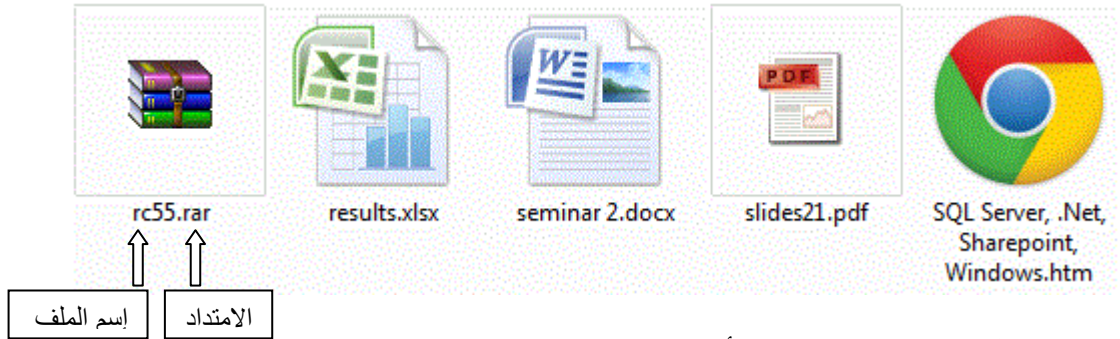 PDF
rc55.rar
results.xlsx
seminar 2.docx
slides21.pdf
SQL Server, .Net,
Sharepoint,
Windows.htm
إسم الملف
الامتداد